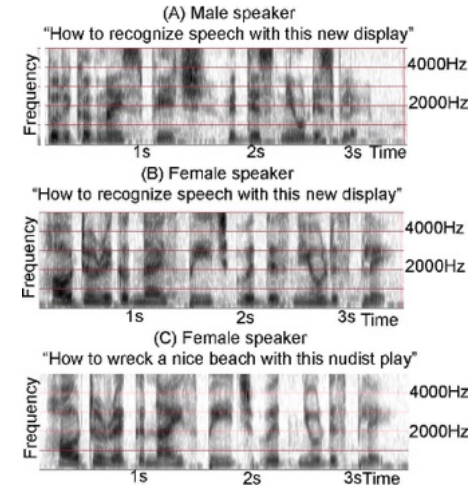 (A) Male speaker
“How to recognize speech with this new display”
Frequency
4000Hz
2000Hz
1s 2s 3s Time
(B) Female speaker
“How to recognize speech with this new display”
Frequency
4000Hz
2000Hz
1s 2s 3s Time
(C) Female speaker
“How to wreck a nice beach with this nudist play”
Frequency
4000Hz
2000Hz
1s 2s 3sTime